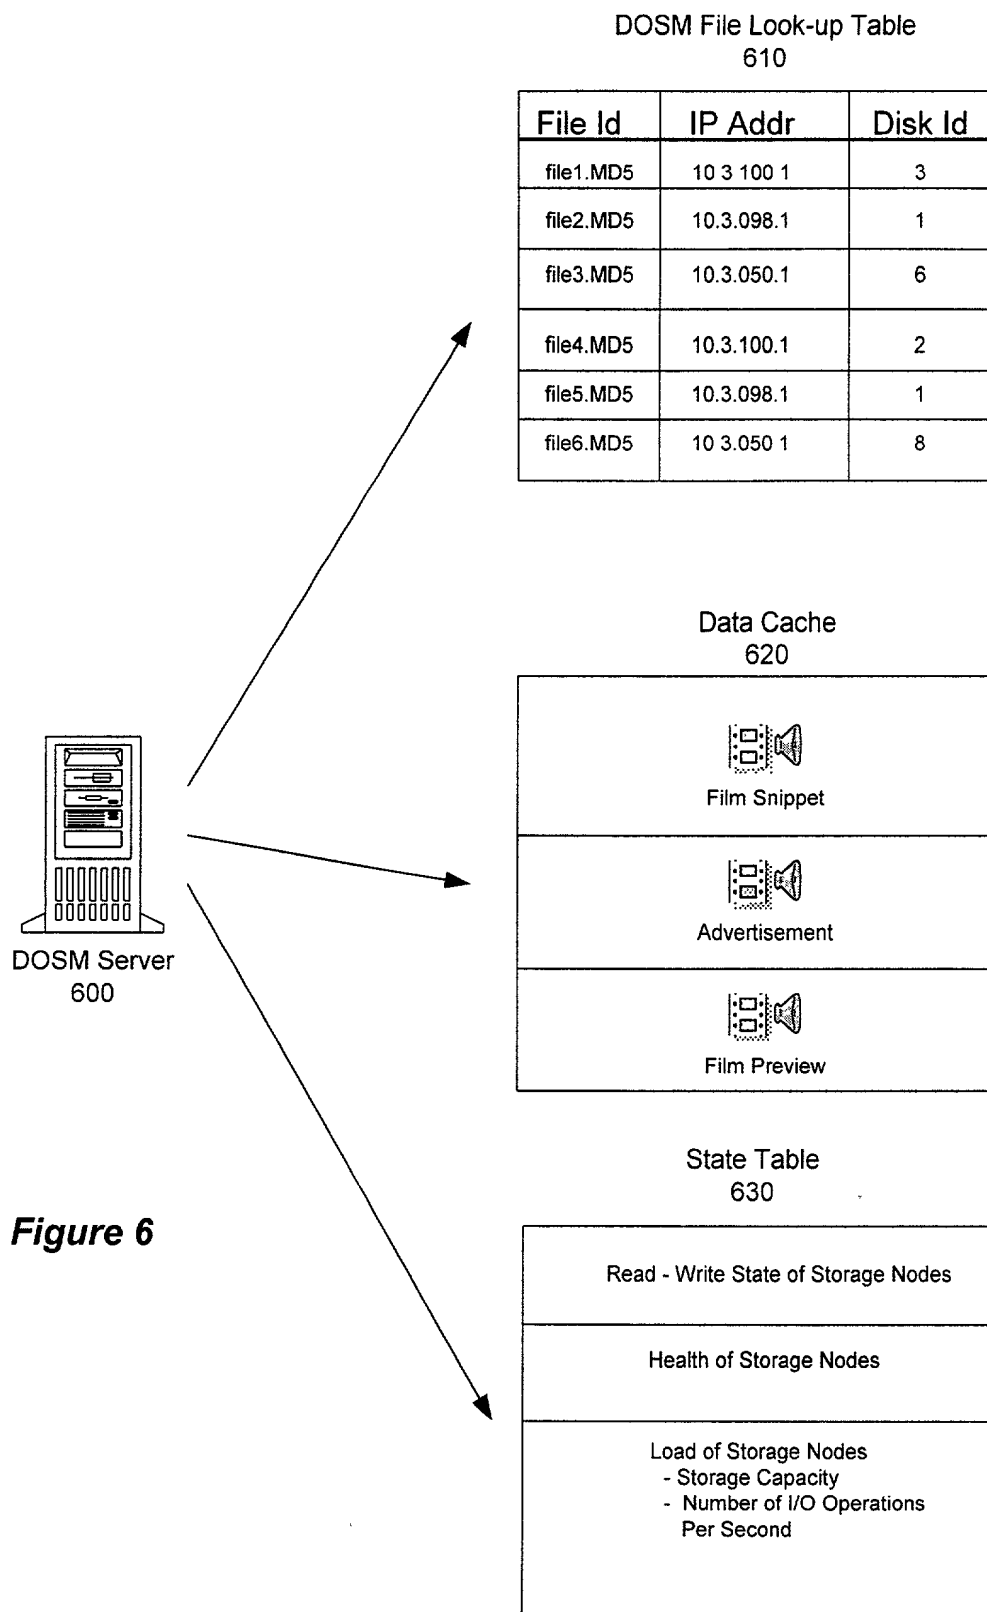 DOSM File Look-up Table
610
File Id IP Addr Disk Id
file1.MD5 10 3 100 1 3
file2.MD5 10.3.098.1 1
file3.MD5 10.3.050.1 6
file4.MD5 10.3.100.1 2
file5.MD5 10.3.098.1 1
file6.MD5 10 3.050 1 8
Data Cache
620
Film Snippet
Advertisement
Film Preview
DOSM Server
600
State Table
630
Read - Write State of Storage Nodes
Health of Storage Nodes
Load of Storage Nodes
- Storage Capacity
- Number of I/O Operations
Per Second
Figure 6